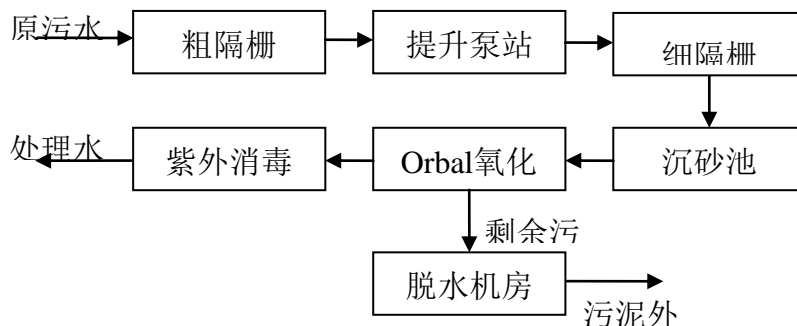 原污水
粗隔栅
提升泵站
细隔栅
处理水
紫外消毒
Orbal氧化
沉砂池
剩余污
脱水机房
污泥外